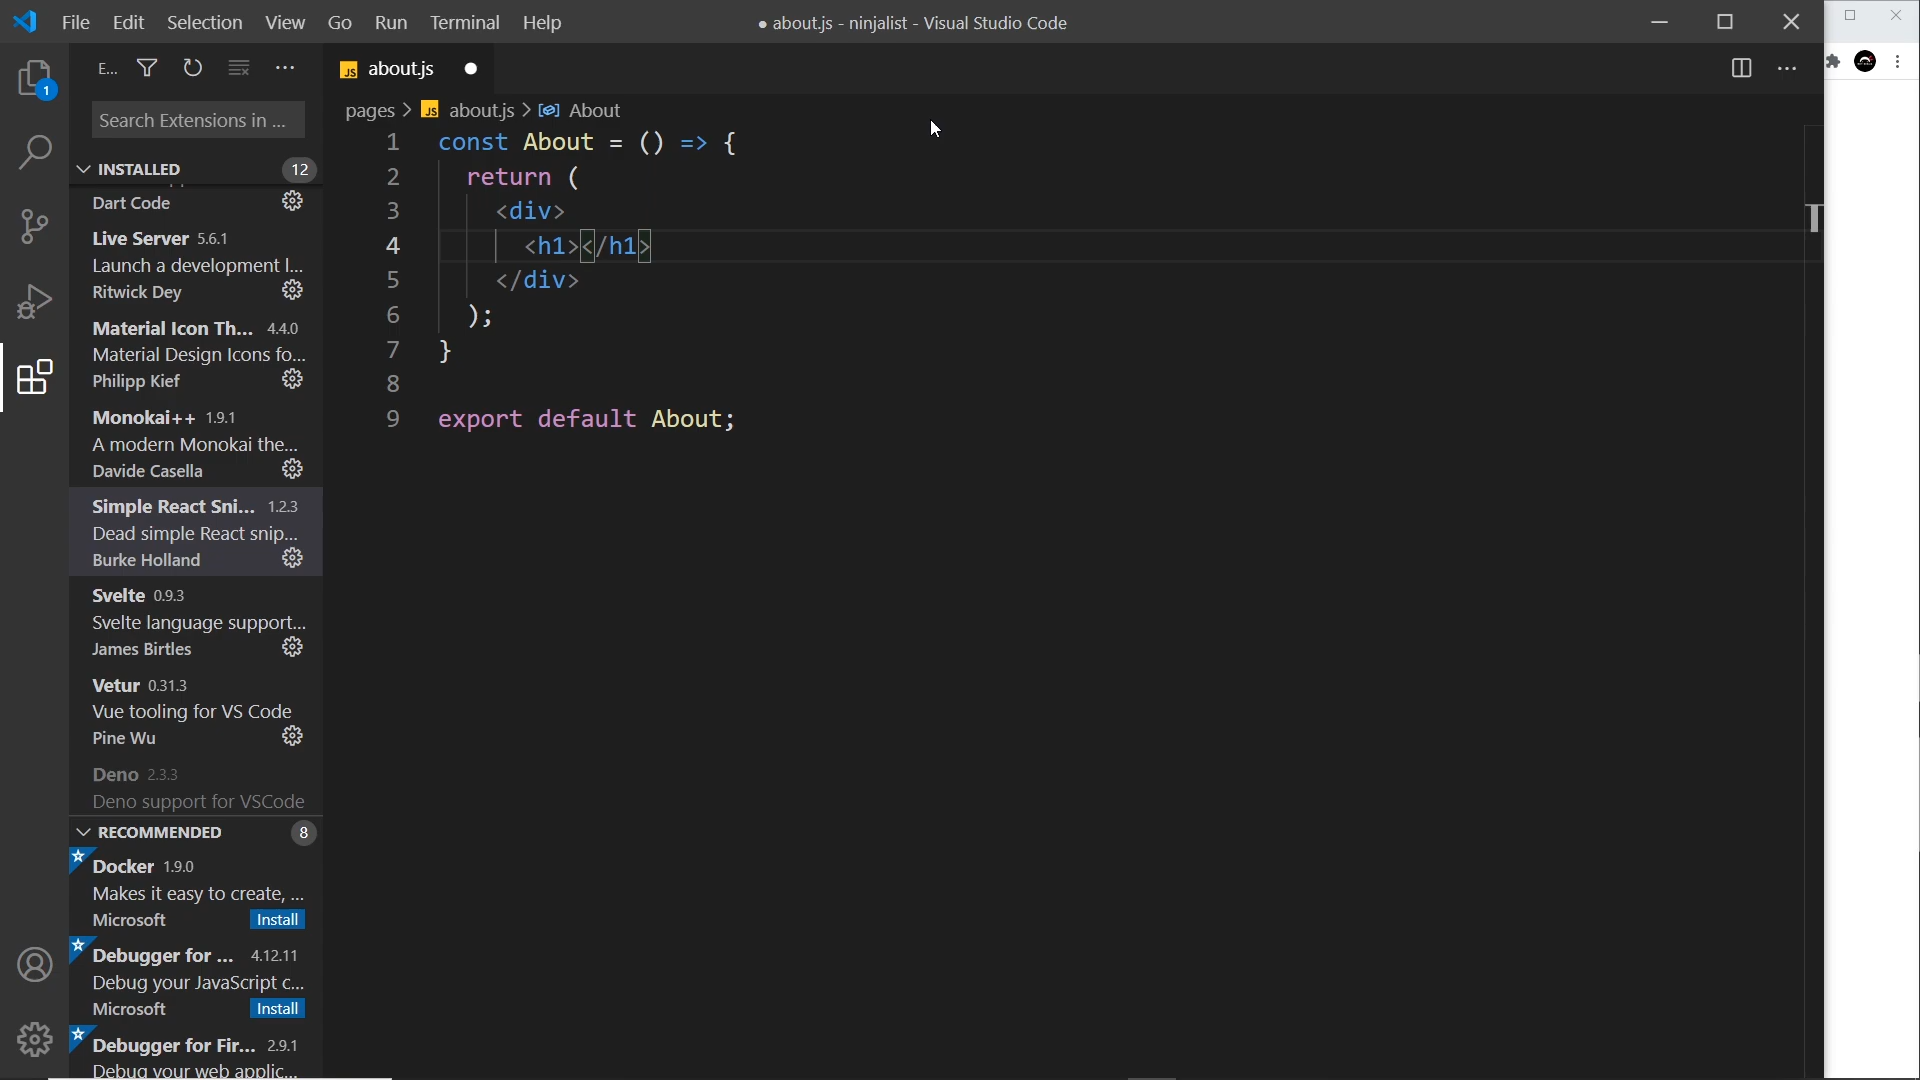 File Edit Selection View Go Run Terminal Help
● about.js - ninjalist - Visual Studio Code
E...
JS about.js
1
Search Extensions in ...
pages > JS about.js > About
INSTALLED 12
Dart Code
Live Server 5.6.1
Launch a development l...
Ritwick Dey
Material Icon Th... 4.4.0
Material Design Icons fo...
Philipp Kief
Monokai++ 1.9.1
A modern Monokai the...
Davide Casella
Simple React Sni... 1.2.3
Dead simple React snip...
Burke Holland
Svelte 0.9.3
Svelte language support...
James Birtles
Vetur 0.31.3
Vue tooling for VS Code
Pine Wu
Deno 2.3.3
Deno support for VSCode
RECOMMENDED 8
Docker 1.9.0
Makes it easy to create, ...
Microsoft Install
Debugger for ... 4.12.11
Debug your JavaScript c...
Microsoft Install
Debugger for Fir... 2.9.1
Debug your web applic...
1 const About = () => {
2 return (
3 <div>
4 <h1></h1>
5 </div>
6 );
7 }
8
9 export default About;